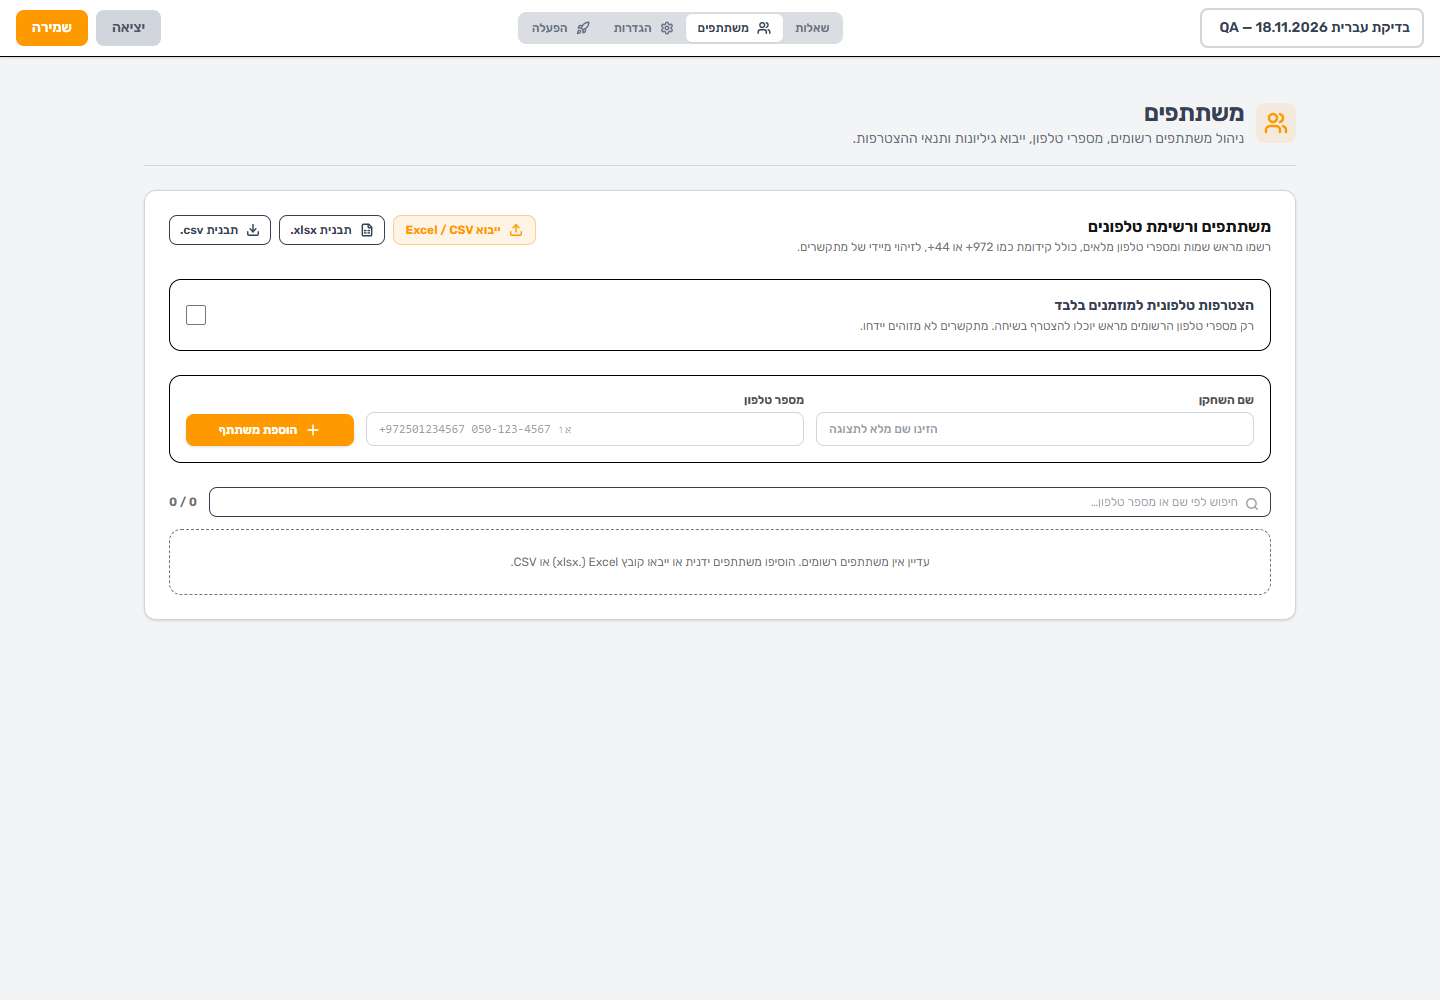 בדיקת עברית 18.11.2026 — QA
שאלות
משתתפים
הגדרות
הפעלה
יציאה
שמירה
משתתפים
ניהול משתתפים רשומים, מספרי טלפון, ייבוא גיליונות ותנאי ההצטרפות.
משתתפים ורשימת טלפונים
רשמו מראש שמות ומספרי טלפון מלאים, כולל קידומת כמו 972+ או 44+, לזיהוי מיידי של מתקשרים.
ייבוא Excel / CSV
תבנית xlsx.
תבנית csv.
הצטרפות טלפונית למוזמנים בלבד
רק מספרי טלפון הרשומים מראש יוכלו להצטרף בשיחה. מתקשרים לא מזוהים יידחו.
שם השחקן
מספר טלפון
הזינו שם מלא לתצוגה
+972501234567 או 050-123-4567
הוספת משתתף
חיפוש לפי שם או מספר טלפון...
0 / 0
עדיין אין משתתפים רשומים. הוסיפו משתתפים ידנית או ייבאו קובץ Excel (.xlsx) או CSV.